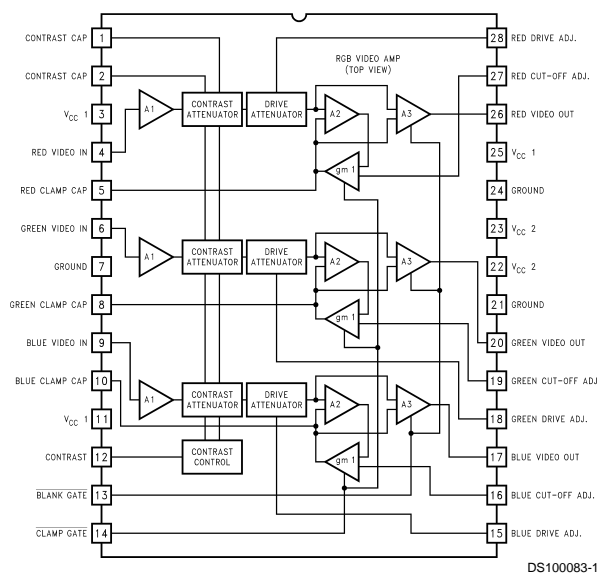 CONTRAST CAP 1
CONTRAST CAP 2
VCC 1 3
RED VIDEO IN 4
RED CLAMP CAP 5
GREEN VIDEO IN 6
GROUND 7
GREEN CLAMP CAP 8
BLUE VIDEO IN 9
BLUE CLAMP CAP 10
VCC 1 11
CONTRAST 12
BLANK GATE 13
CLAMP GATE 14
RGB VIDEO AMP
(TOP VIEW)
A1
CONTRAST
ATTENUATOR
DRIVE
ATTENUATOR
A2
A3
gm 1
A1
CONTRAST
ATTENUATOR
DRIVE
ATTENUATOR
A2
A3
gm 1
A1
CONTRAST
ATTENUATOR
DRIVE
ATTENUATOR
A2
A3
gm 1
CONTRAST
CONTROL
28 RED DRIVE ADJ.
27 RED CUT-OFF ADJ.
26 RED VIDEO OUT
25 VCC 1
24 GROUND
23 VCC 2
22 VCC 2
21 GROUND
20 GREEN VIDEO OUT
19 GREEN CUT-OFF ADJ
18 GREEN DRIVE ADJ.
17 BLUE VIDEO OUT
16 BLUE CUT-OFF ADJ.
15 BLUE DRIVE ADJ.
DS100083-1